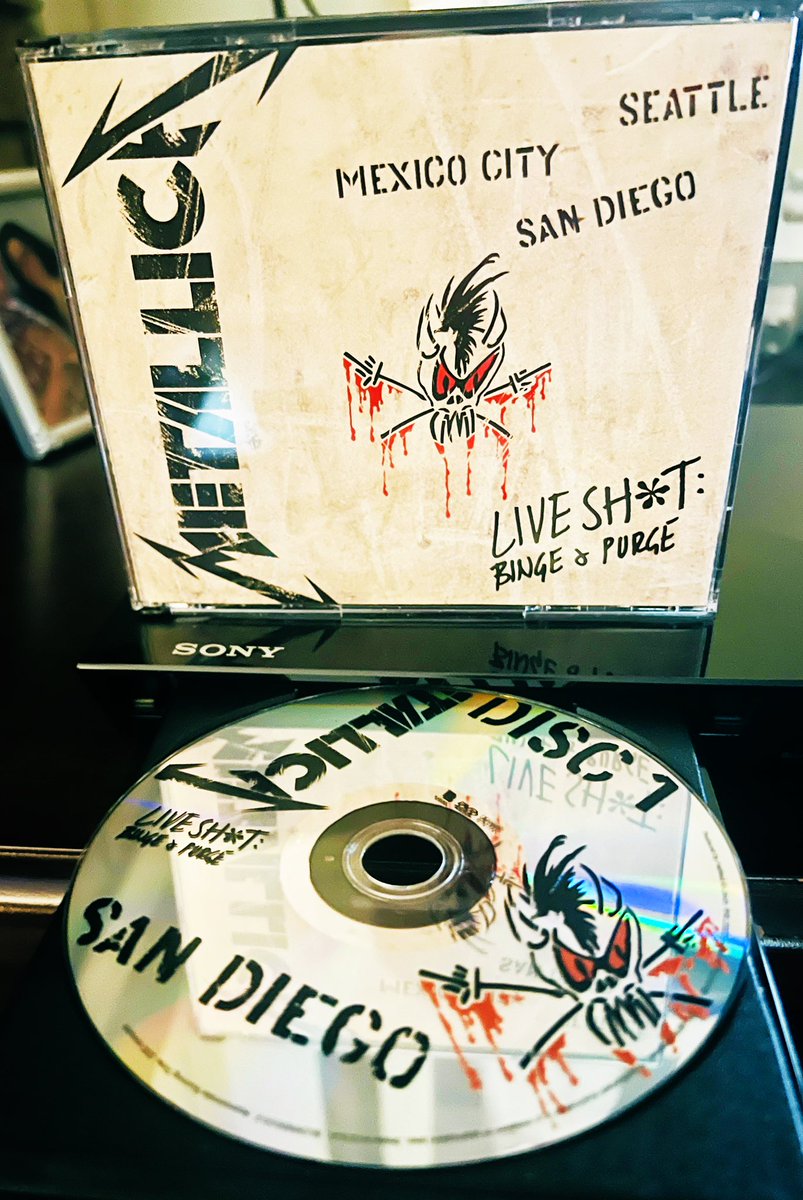 METALLICA
SEATTLE
MEXICO CITY
SAN DIEGO
LIVE SH*T:
BINGE & PURGE
SONY
METALLICA
DISC 1
LIVE SH*T:
BINGE & PURGE
SAN DIEGO